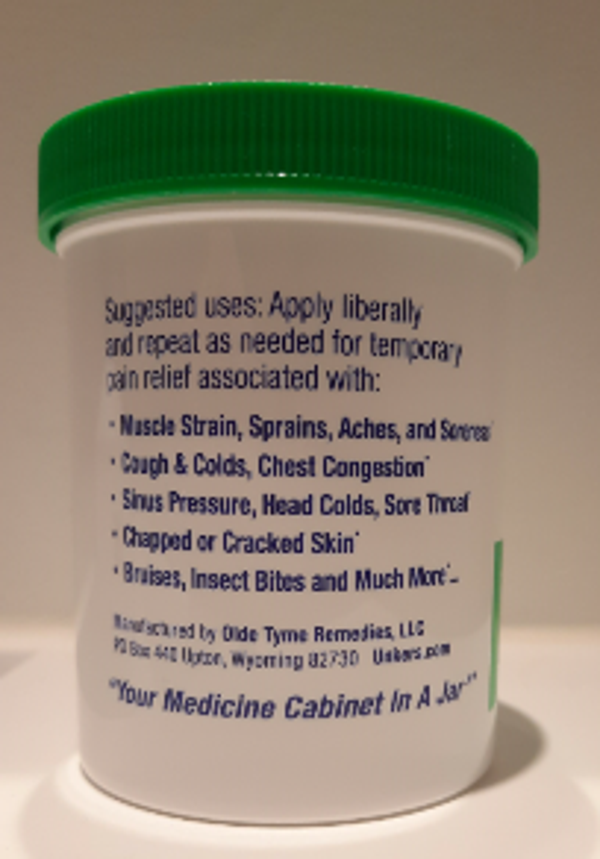 Suggested uses: Apply liberally
and repeat as needed for temporary
pain relief associated with:
· Muscle Strain, Sprains, Aches, and Soreness*
· Cough & Colds, Chest Congestion*
· Sinus Pressure, Head Colds, Sore Throat*
· Chapped or Cracked Skin*
· Bruises, Insect Bites and Much More*...
Manufactured by Olde Tyme Remedies, LLC
PO Box 440 Upton, Wyoming 82730 Unkers.com
"Your Medicine Cabinet In A Jar"*